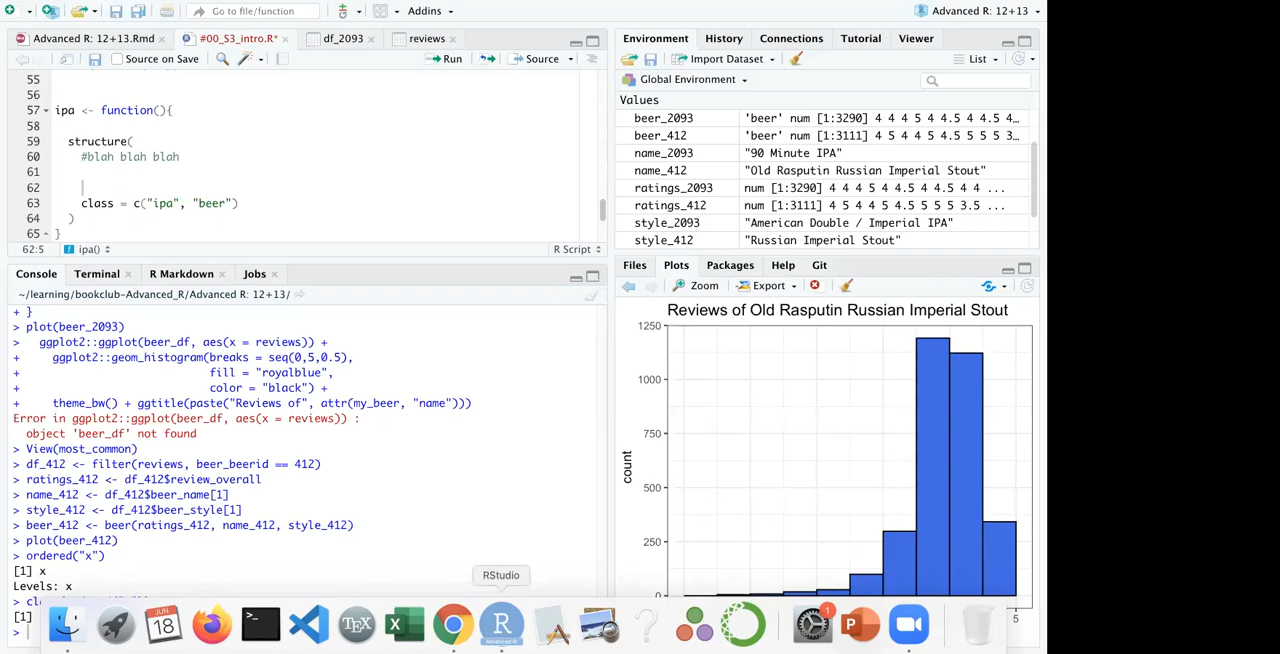 Go to file/function
Addins
Advanced R: 12+13
Advanced R: 12+13.Rmd
#00_S3_intro.R*
df_2093
reviews
Source on Save
Run
Source
55
56
57 ipa <- function(){
58
59 structure(
60 #blah blah blah
61
62
63 class = c("ipa", "beer")
64 )
65 }
62:5
ipa()
R Script
Console
Terminal
R Markdown
Jobs
~/learning/bookclub-Advanced_R/Advanced R: 12+13/
+ }
> plot(beer_2093)
> ggplot2::ggplot(beer_df, aes(x = reviews)) +
+ ggplot2::geom_histogram(breaks = seq(0,5,0.5),
+ fill = "royalblue",
+ color = "black") +
+ theme_bw() + ggtitle(paste("Reviews of", attr(my_beer, "name")))
Error in ggplot2::ggplot(beer_df, aes(x = reviews)) :
object 'beer_df' not found
> View(most_common)
> df_412 <- filter(reviews, beer_beerid == 412)
> ratings_412 <- df_412$review_overall
> name_412 <- df_412$beer_name[1]
> style_412 <- df_412$beer_style[1]
> beer_412 <- beer(ratings_412, name_412, style_412)
> plot(beer_412)
> ordered("x")
[1] x
Levels: x
> cl
[1]
>
Environment
History
Connections
Tutorial
Viewer
Import Dataset
List
Global Environment
Values
beer_2093 'beer' num [1:3290] 4 4 4 5 4 4.5 4 4.5 4…
beer_412 'beer' num [1:3111] 4 5 4 4 5 4.5 5 5 5 3…
name_2093 "90 Minute IPA"
name_412 "Old Rasputin Russian Imperial Stout"
ratings_2093 num [1:3290] 4 4 4 5 4 4.5 4 4.5 4 4 ...
ratings_412 num [1:3111] 4 5 4 4 5 4.5 5 5 5 3.5 ...
style_2093 "American Double / Imperial IPA"
style_412 "Russian Imperial Stout"
Files
Plots
Packages
Help
Git
Zoom
Export
Reviews of Old Rasputin Russian Imperial Stout
1250
1000
750
500
250
0
count
5
RStudio
JUN
18
TEX
X
R
Advanced R
1
P